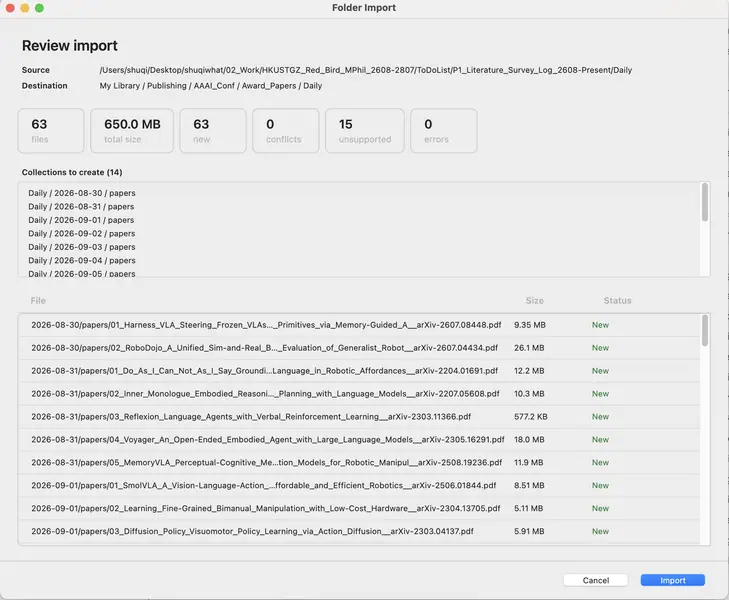 Folder Import
Review import
Source /Users/shuqi/Desktop/shuqiwhat/02_Work/HKUSTGZ_Red_Bird_MPhil_2608-2807/ToDoList/P1_Literature_Survey_Log_2608-Present/Daily
Destination My Library / Publishing / AAAI_Conf / Award_Papers / Daily
63 650.0 MB 63 0 15 0
files total size new conflicts unsupported errors
Collections to create (14)
Daily / 2026-08-30 / papers
Daily / 2026-08-31 / papers
Daily / 2026-09-01 / papers
Daily / 2026-09-02 / papers
Daily / 2026-09-03 / papers
Daily / 2026-09-04 / papers
Daily / 2026-09-05 / papers
File Size Status
2026-08-30/papers/01_Harness_VLA_Steering_Frozen_VLAs..._Primitives_via_Memory-Guided_A__arXiv-2607.08448.pdf 9.35 MB New
2026-08-30/papers/02_RoboDojo_A_Unified_Sim-and-Real_B..._Evaluation_of_Generalist_Robot__arXiv-2607.04434.pdf 26.1 MB New
2026-08-31/papers/01_Do_As_I_Can_Not_As_I_Say_Groundi...Language_in_Robotic_Affordances__arXiv-2204.01691.pdf 12.2 MB New
2026-08-31/papers/02_Inner_Monologue_Embodied_Reasoni..._Planning_with_Language_Models__arXiv-2207.05608.pdf 10.3 MB New
2026-08-31/papers/03_Reflexion_Language_Agents_with_Verbal_Reinforcement_Learning__arXiv-2303.11366.pdf 577.2 KB New
2026-08-31/papers/04_Voyager_An_Open-Ended_Embodied_Agent_with_Large_Language_Models__arXiv-2305.16291.pdf 18.0 MB New
2026-08-31/papers/05_MemoryVLA_Perceptual-Cognitive_Me...tion_Models_for_Robotic_Manipul__arXiv-2508.19236.pdf 11.9 MB New
2026-09-01/papers/01_SmolVLA_A_Vision-Language-Action_...ffordable_and_Efficient_Robotics__arXiv-2506.01844.pdf 8.51 MB New
2026-09-01/papers/02_Learning_Fine-Grained_Bimanual_Manipulation_with_Low-Cost_Hardware__arXiv-2304.13705.pdf 5.11 MB New
2026-09-01/papers/03_Diffusion_Policy_Visuomotor_Policy_Learning_via_Action_Diffusion__arXiv-2303.04137.pdf 5.91 MB New
Cancel Import